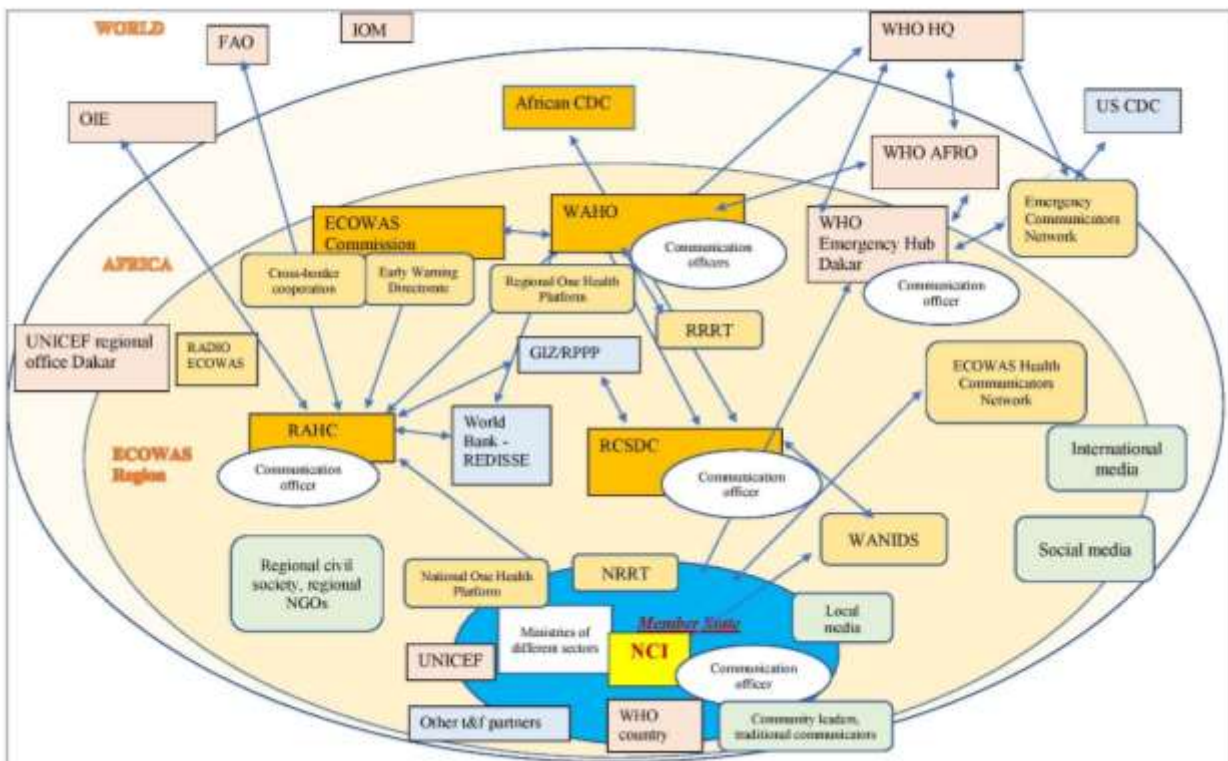 WORLD
FAO
IOM
WHO HQ
OIE
African CDC
US CDC
WHO AFRO
ECOWAS
Commission
WAHO
Communication
officers
WHO
Emergency Hub
Dakar
Communication
officer
Emergency
Communicators
Network
AFRICA
Cross-border
cooperation
Early Warning
Directorate
Regional One Health
Platform
RRRT
UNICEF regional
office Dakar
RADIO
ECOWAS
GIZ/RPPP
ECOWAS Health
Communicators
Network
RAHC
Communication
officer
World
Bank -
REDISSE
RCSDC
Communication
officer
ECOWAS
Region
International
media
WANIDS
Social media
Regional civil
society, regional
NGOs
National One Health
Platform
NRRT
Ministries of
different sectors
Member State
NCI
Local
media
UNICEF
Communication
officer
Other t&f partners
WHO
country
Community leaders,
traditional communicators